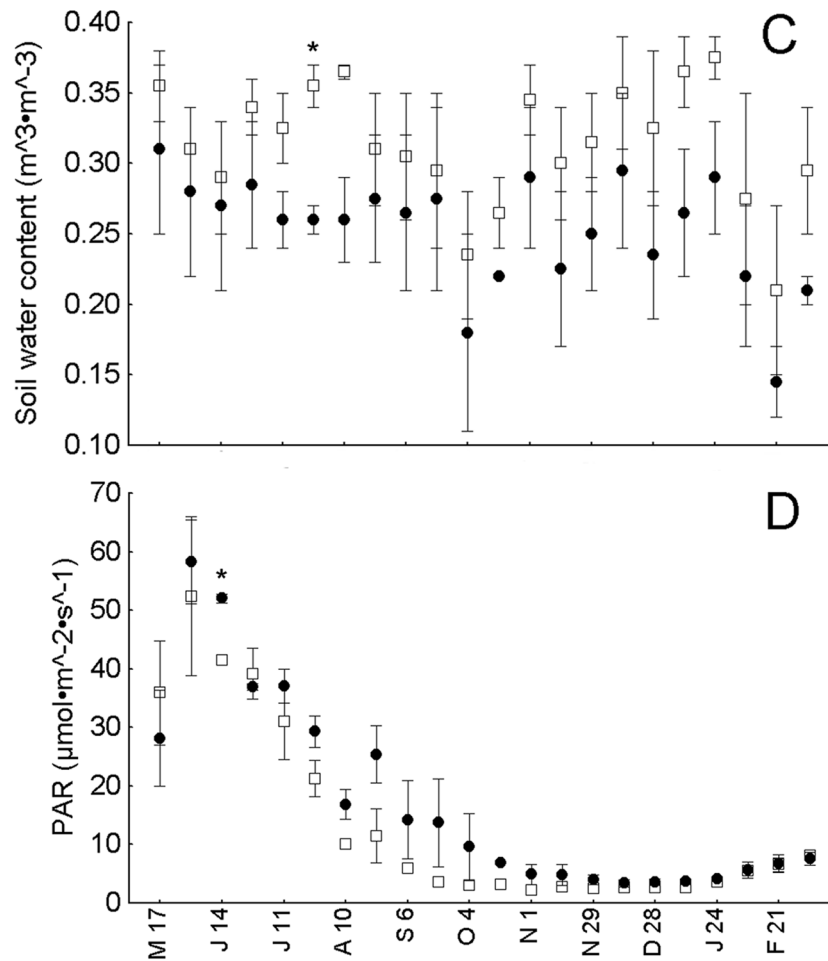 C
Soil water content (m^3•m^-3)
0.40
*
0.35
0.30
0.25
0.20
0.15
0.10
D
PAR (μmol•m^-2•s^-1)
70
60
*
50
40
30
20
10
0
M 17
J 14
J 11
A 10
S 6
O 4
N 1
N 29
D 28
J 24
F 21